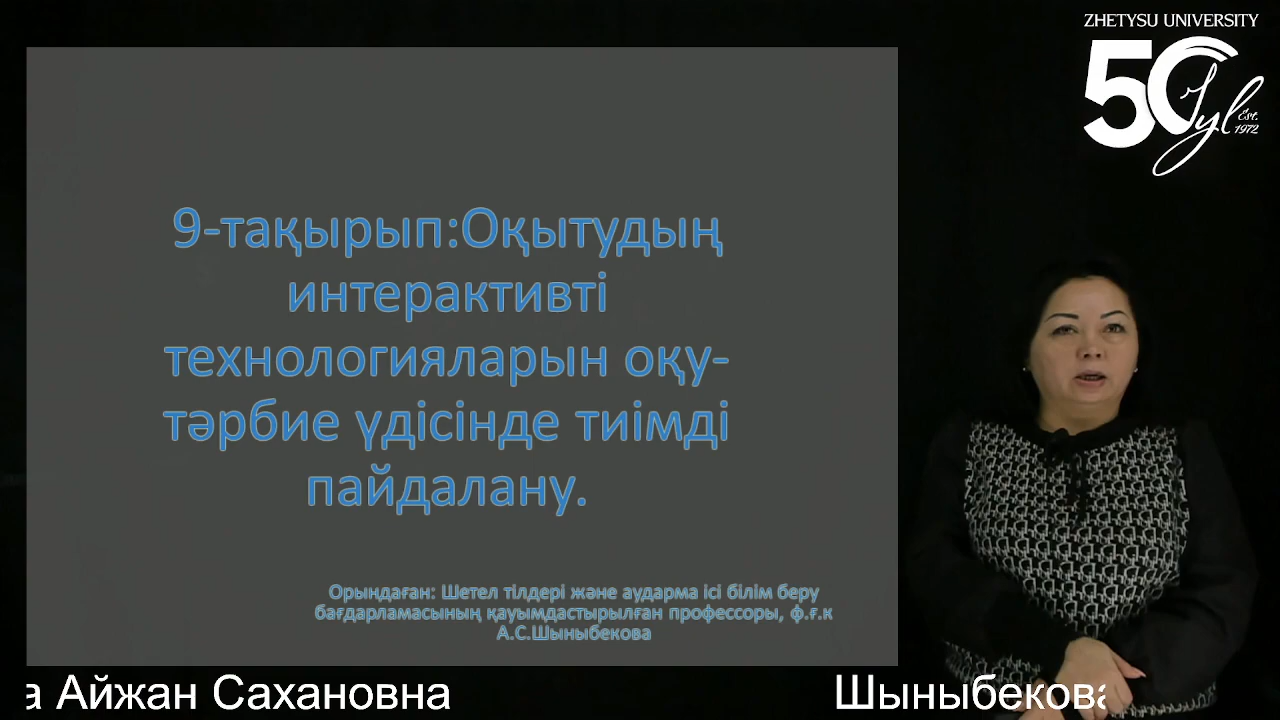 ZHETYSU UNIVERSITY
50 jyl
Est.
1972
9-тақырып:Оқытудың
интерактивті
технологияларын оқу-
тәрбие үдісінде тиімді
пайдалану.
Орындаған: Шетел тілдері және аударма ісі білім беру
бағдарламасының қауымдастырылған профессоры, ф.ғ.к
А.С.Шыныбекова
а Айжан Сахановна
Шыныбекова